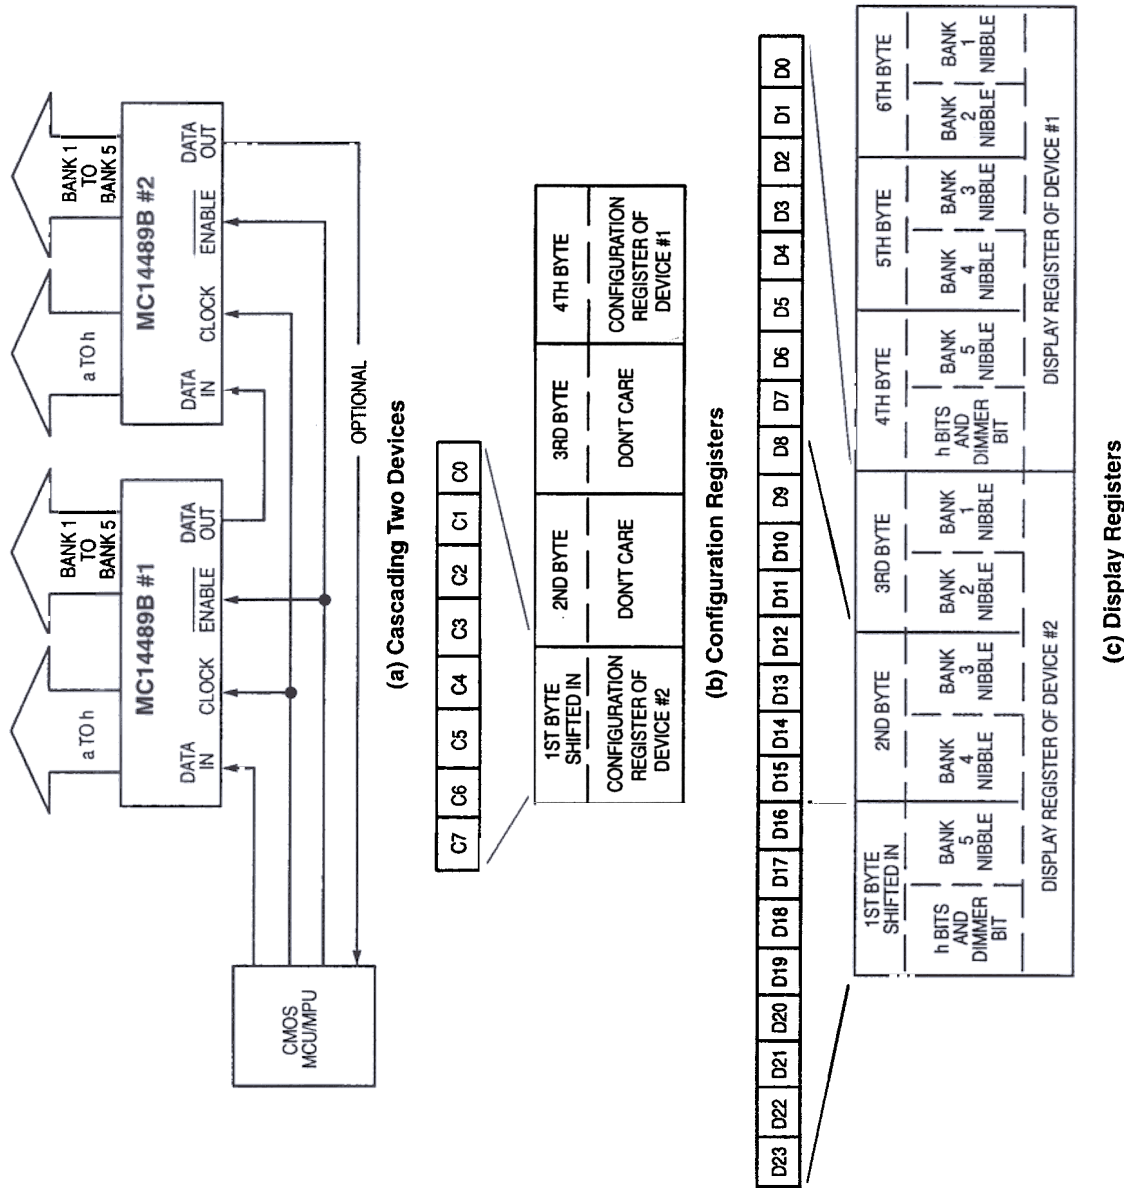 BANK 1
TO
BANK 5
a TO h
MC14489B #1
DATA
IN
CLOCK
ENABLE
DATA
OUT
BANK 1
TO
BANK 5
a TO h
MC14489B #2
DATA
IN
CLOCK
ENABLE
DATA
OUT
CMOS
MCU/MPU
OPTIONAL
(a) Cascading Two Devices
C7 C6 C5 C4 C3 C2 C1 C0
1ST BYTE
SHIFTED IN
2ND BYTE
3RD BYTE
4TH BYTE
CONFIGURATION
REGISTER OF
DEVICE #2
DON'T CARE
DON'T CARE
CONFIGURATION
REGISTER OF
DEVICE #1
(b) Configuration Registers
D23 D22 D21 D20 D19 D18 D17 D16 D15 D14 D13 D12 D11 D10 D9 D8 D7 D6 D5 D4 D3 D2 D1 D0
1ST BYTE
SHIFTED IN
2ND BYTE
3RD BYTE
4TH BYTE
5TH BYTE
6TH BYTE
h BITS
AND
DIMMER
BIT
BANK
5
NIBBLE
BANK
4
NIBBLE
BANK
3
NIBBLE
BANK
2
NIBBLE
BANK
1
NIBBLE
h BITS
AND
DIMMER
BIT
BANK
5
NIBBLE
BANK
4
NIBBLE
BANK
3
NIBBLE
BANK
2
NIBBLE
BANK
1
NIBBLE
DISPLAY REGISTER OF DEVICE #2
DISPLAY REGISTER OF DEVICE #1
(c) Display Registers